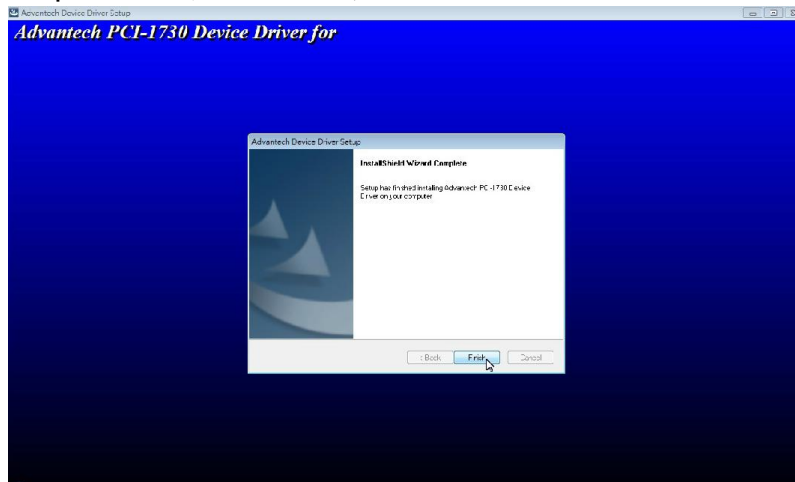 Advantech Device Driver Setup
Advantech PCI-1730 Device Driver for
Advantech Device Driver Setup
InstallShield Wizard Complete
Setup has finished installing Advantech PCI-1730 Device
Driver on your computer
< Back
Finish
Cancel